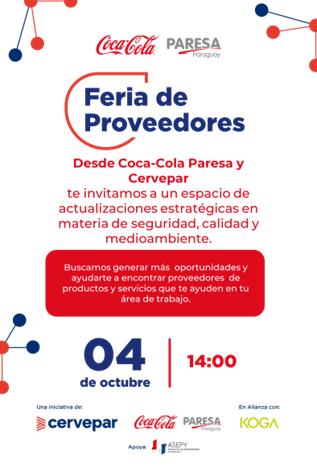 Coca-Cola PARESA
Paraguay
Feria de
Proveedores
Desde Coca-Cola Paresa y
Cervepar
te invitamos a un espacio de
actualizaciones estratégicas en
materia de seguridad, calidad y
medioambiente.
Buscamos generar más oportunidades y
ayudarte a encontrar proveedores de
productos y servicios que te ayuden en tu
área de trabajo.
04
de octubre
14:00
Una iniciativa de:
En Alianza con:
cervepar
Coca-Cola PARESA
Paraguay
KOGA
Apoya:
ASEPY